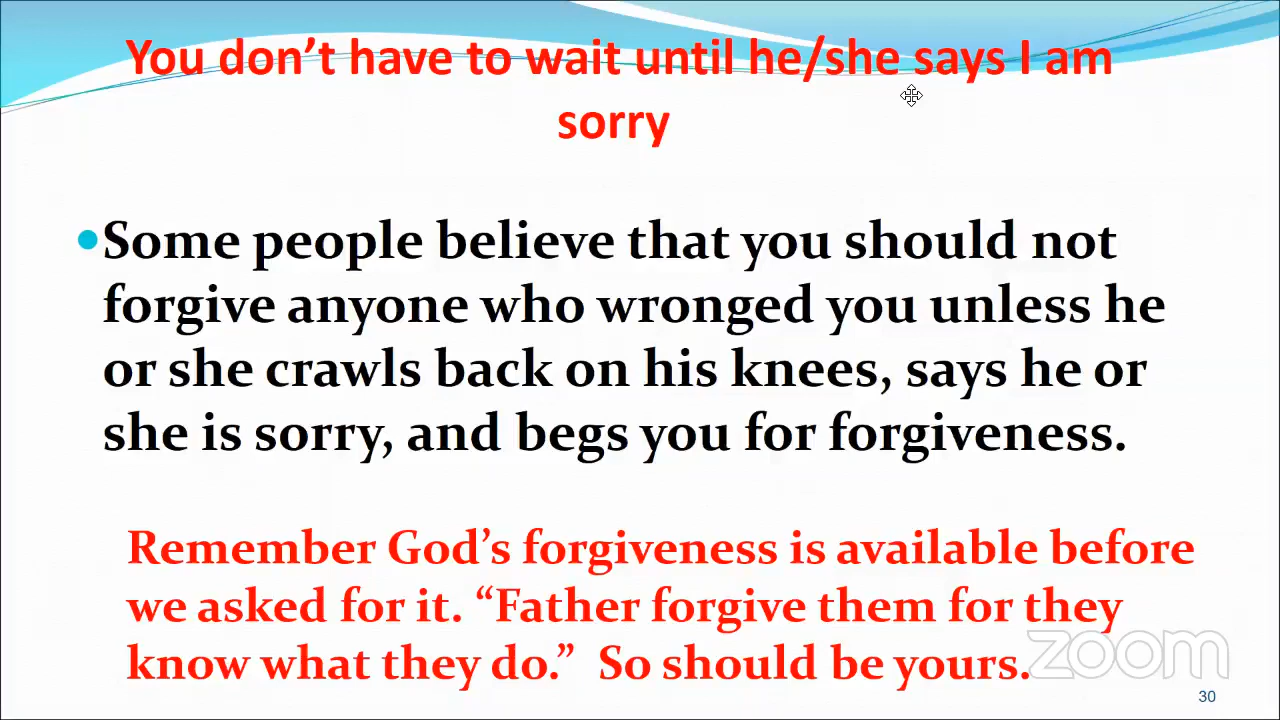 You don’t have to wait until he/she says I am
sorry
•Some people believe that you should not
forgive anyone who wronged you unless he
or she crawls back on his knees, says he or
she is sorry, and begs you for forgiveness.
Remember God’s forgiveness is available before
we asked for it. “Father forgive them for they
know what they do.”  So should be yours.
zoom
30